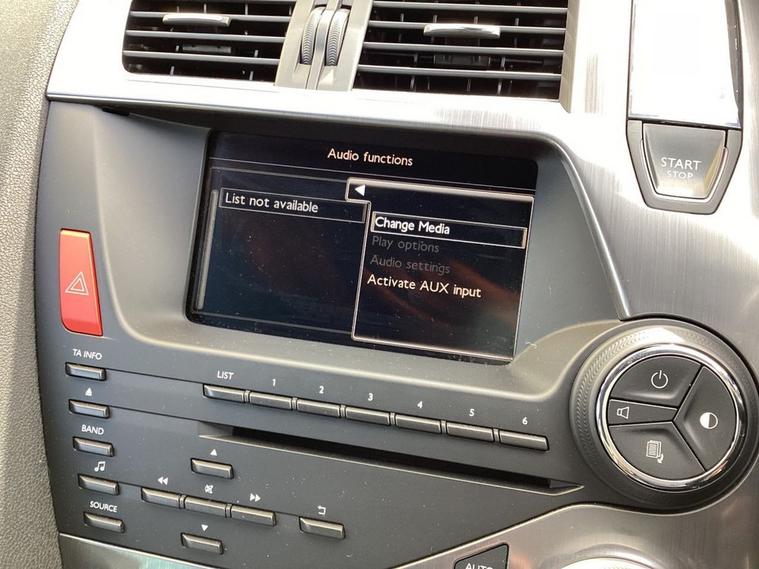 Audio functions
List not available
Change Media
Play options
Audio settings
Activate AUX input
START
STOP
TA INFO
LIST
1
2
3
4
5
6
BAND
SOURCE
AUTO